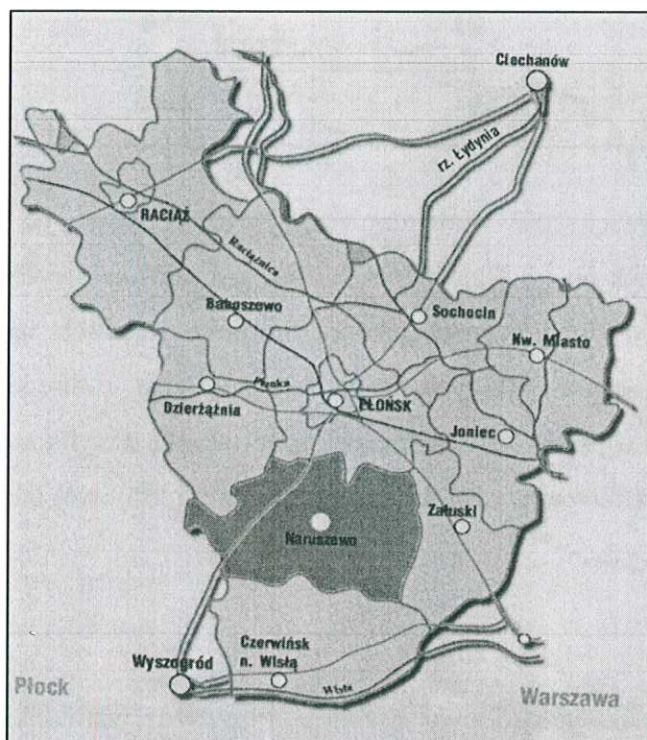 Ciechanów
rz. Łydynia
RACIĄŻ
Raciążnica
Baboszewo
Sochocin
Nw. Miasto
Płonka
PŁOŃSK
Dzierżążnia
Joniec
Załuski
Naruszewo
Czerwińsk
n. Wisłą
Wyszogród
Wisła
Płock
Warszawa